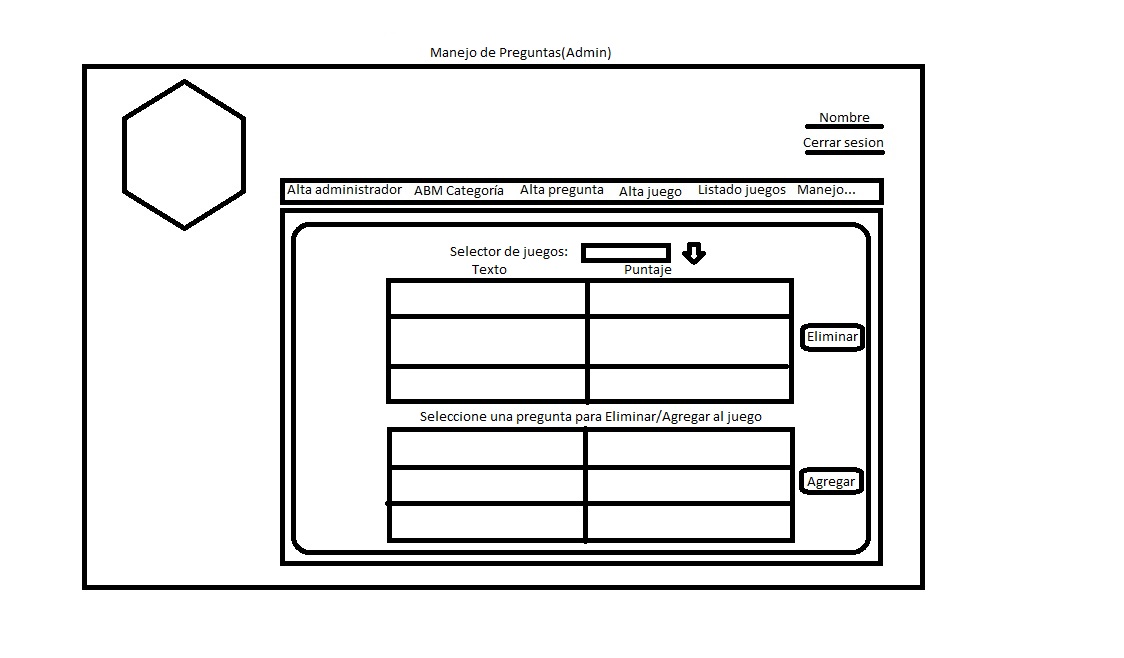 Manejo de Preguntas(Admin)
Nombre
Cerrar sesion
Alta administrador ABM Categoría Alta pregunta Alta juego Listado juegos Manejo...
Selector de juegos:
Texto Puntaje
Eliminar
Seleccione una pregunta para Eliminar/Agregar al juego
Agregar